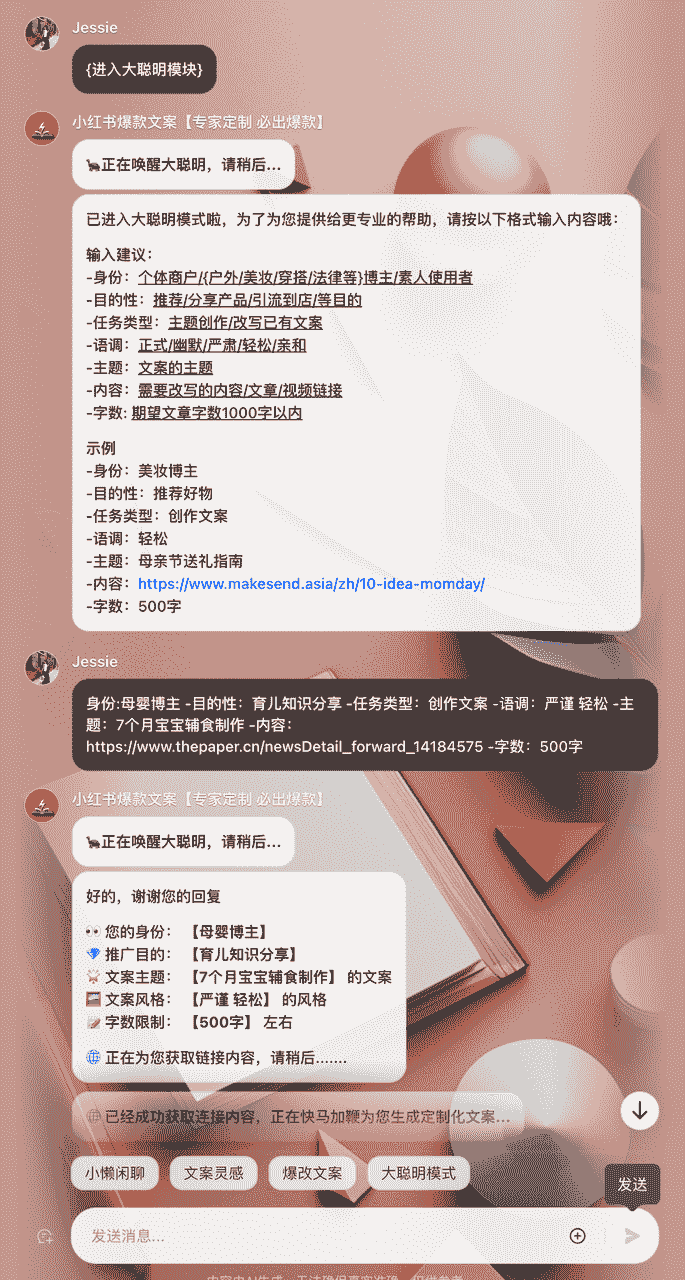 Jessie
{进入大聪明模块}
小红书爆款文案【专家定制 必出爆款】
🐂正在唤醒大聪明，请稍后...
已进入大聪明模式啦，为了为您提供给更专业的帮助，请按以下格式输入内容哦：
输入建议：
-身份：个体商户/{户外/美妆/穿搭/法律等}博主/素人使用者
-目的性：推荐/分享产品/引流到店/等目的
-任务类型：主题创作/改写已有文案
-语调：正式/幽默/严肃/轻松/亲和
-主题：文案的主题
-内容：需要改写的内容/文章/视频链接
-字数: 期望文章字数1000字以内
示例
-身份：美妆博主
-目的性：推荐好物
-任务类型：创作文案
-语调：轻松
-主题：母亲节送礼指南
-内容：https://www.makesend.asia/zh/10-idea-momday/
-字数：500字
Jessie
身份:母婴博主 -目的性：育儿知识分享 -任务类型：创作文案 -语调：严谨 轻松 -主
题：7个月宝宝辅食制作 -内容：
https://www.thepaper.cn/newsDetail_forward_14184575 -字数：500字
小红书爆款文案【专家定制 必出爆款】
🐂正在唤醒大聪明，请稍后...
好的，谢谢您的回复
👀 您的身份： 【母婴博主】
💎 推广目的： 【育儿知识分享】
文案主题： 【7个月宝宝辅食制作】 的文案
文案风格： 【严谨 轻松】 的风格
📝 字数限制： 【500字】 左右
🌐 正在为您获取链接内容，请稍后.......
🌐 已经成功获取连接内容，正在快马加鞭为您生成定制化文案...
小懒闲聊
文案灵感
爆改文案
大聪明模式
发送
发送消息...